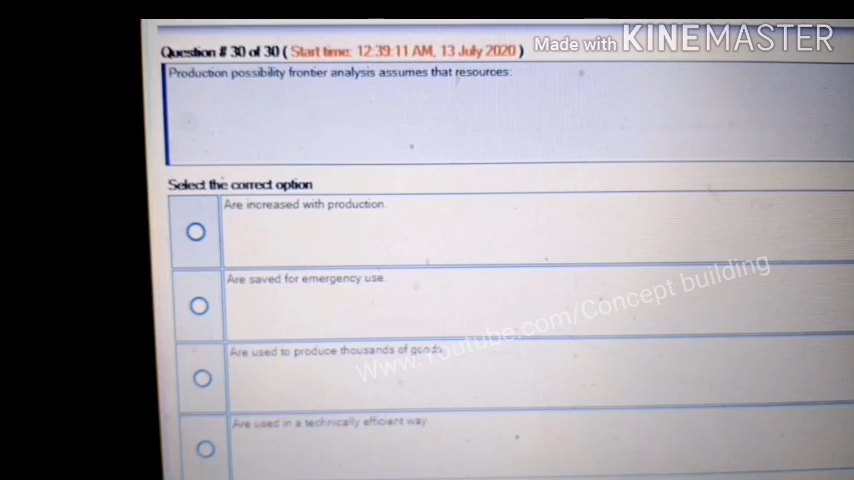 Question # 30 of 30 ( Start time: 12:39:11 AM, 13 July 2020 )
Made with KINEMASTER
Production possibility frontier analysis assumes that resources:
Select the correct option
Are increased with production.
Are saved for emergency use.
Are used to produce thousands of goods.
Are used in a technically efficient way
www.Youtube.com/Concept building